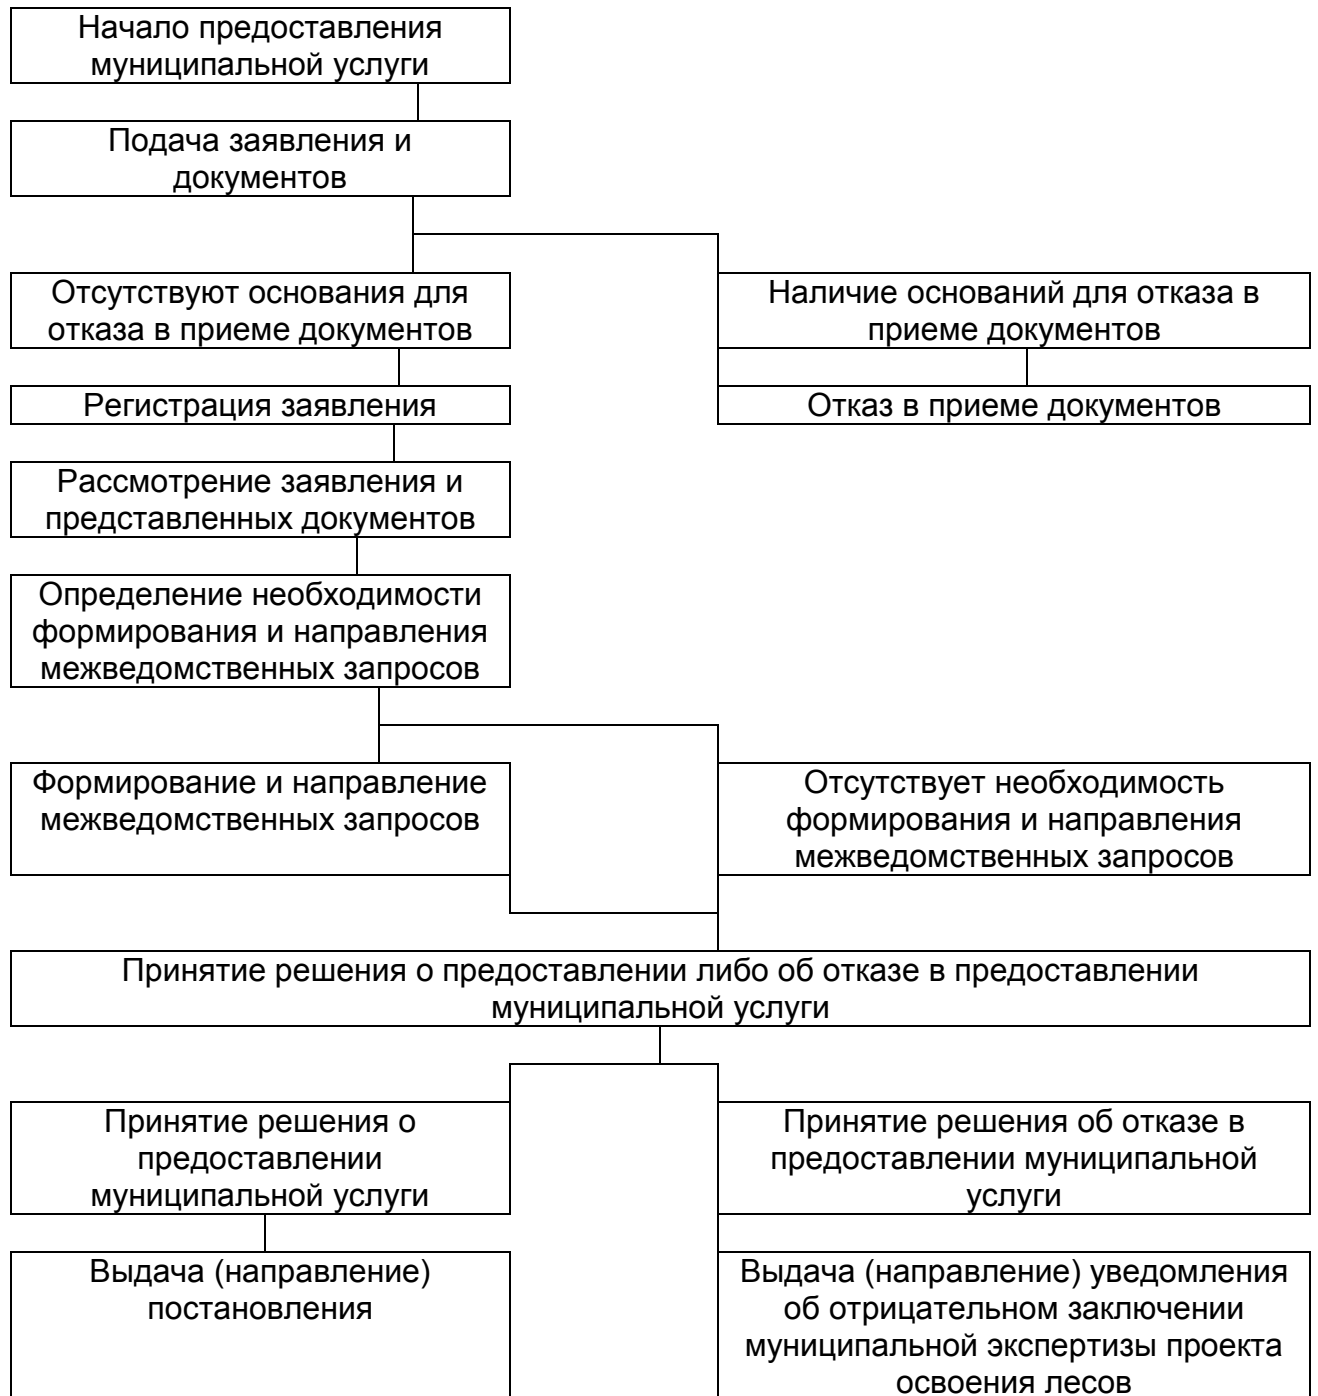 Начало предоставления
муниципальной услуги
Подача заявления и
документов
Отсутствуют основания для
отказа в приеме документов
Наличие оснований для отказа в
приеме документов
Регистрация заявления
Отказ в приеме документов
Рассмотрение заявления и
представленных документов
Определение необходимости
формирования и направления
межведомственных запросов
Формирование и направление
межведомственных запросов
Отсутствует необходимость
формирования и направления
межведомственных запросов
Принятие решения о предоставлении либо об отказе в предоставлении
муниципальной услуги
Принятие решения о
предоставлении
муниципальной услуги
Принятие решения об отказе в
предоставлении муниципальной
услуги
Выдача (направление)
постановления
Выдача (направление) уведомления
об отрицательном заключении
муниципальной экспертизы проекта
освоения лесов